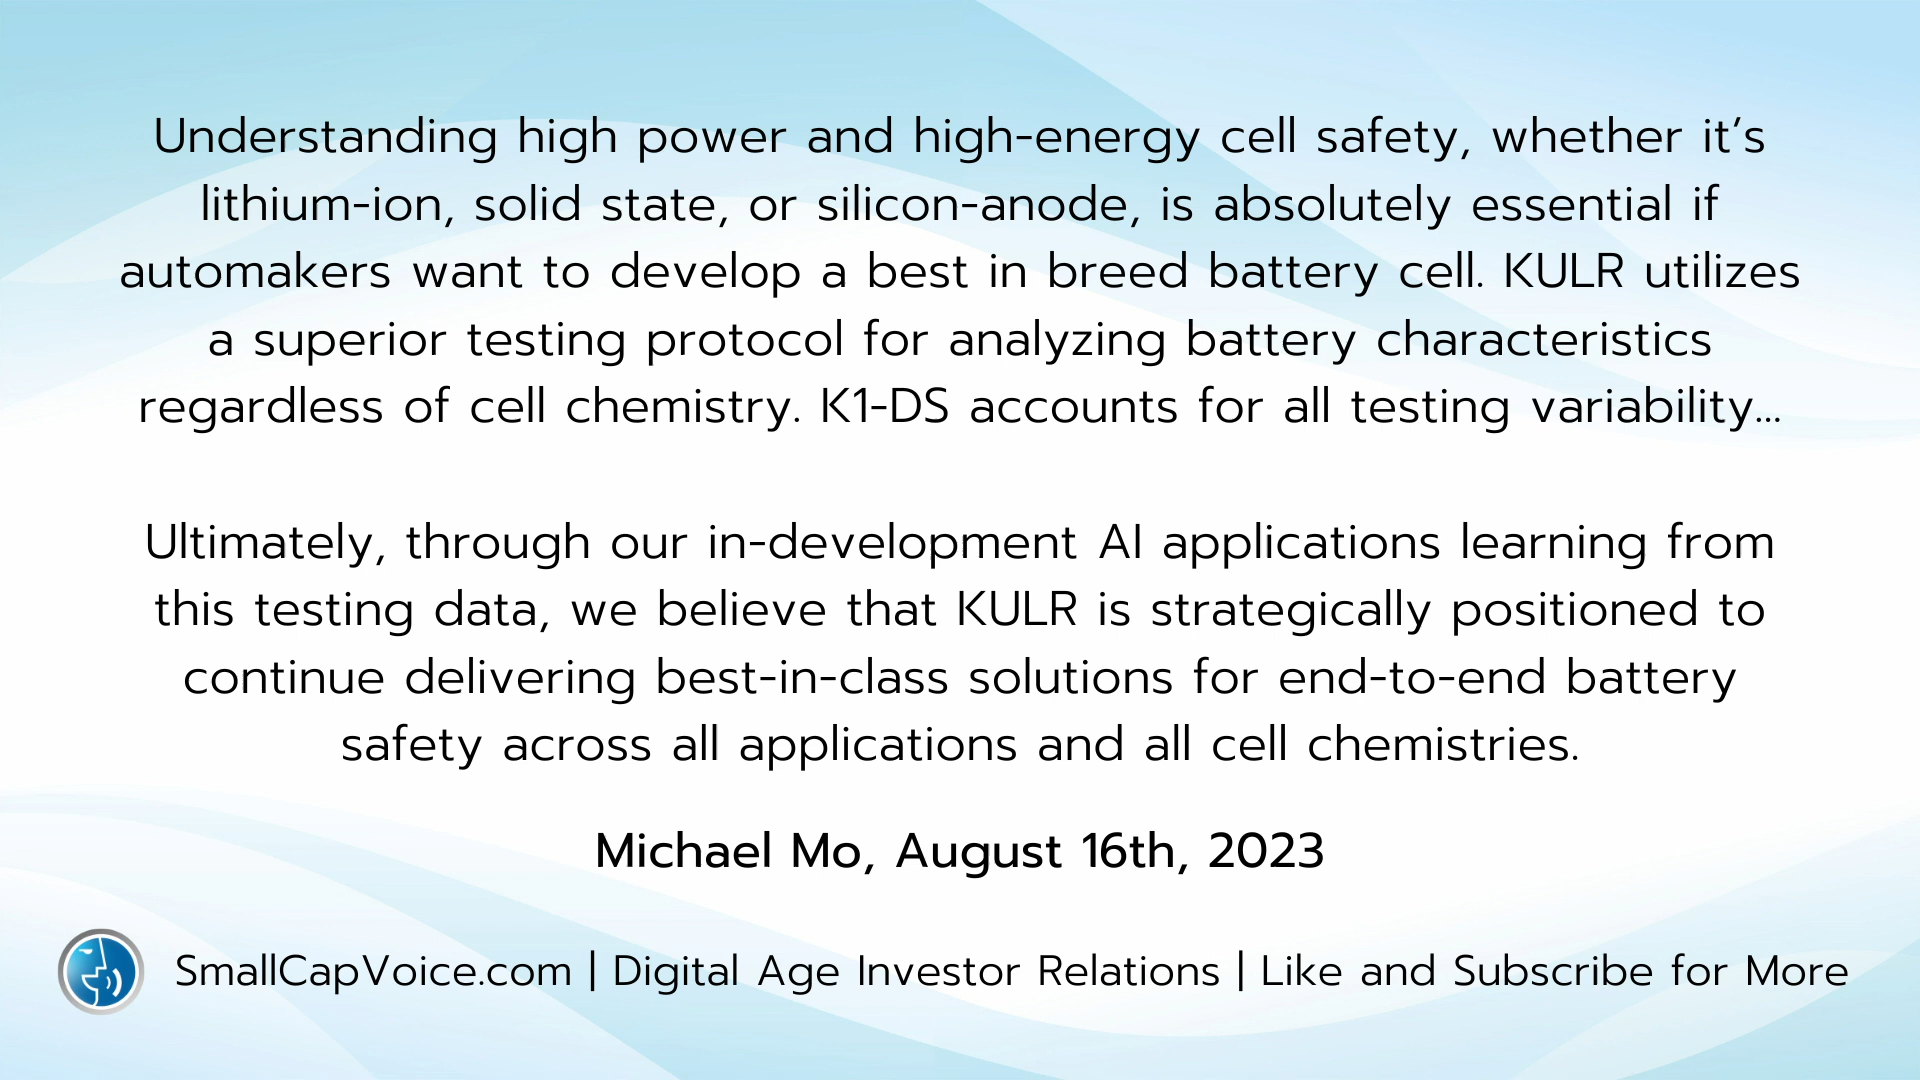 Understanding high power and high-energy cell safety, whether it’s
lithium-ion, solid state, or silicon-anode, is absolutely essential if
automakers want to develop a best in breed battery cell. KULR utilizes
a superior testing protocol for analyzing battery characteristics
regardless of cell chemistry. K1-DS accounts for all testing variability...
Ultimately, through our in-development AI applications learning from
this testing data, we believe that KULR is strategically positioned to
continue delivering best-in-class solutions for end-to-end battery
safety across all applications and all cell chemistries.
Michael Mo, August 16th, 2023
SmallCapVoice.com | Digital Age Investor Relations | Like and Subscribe for More